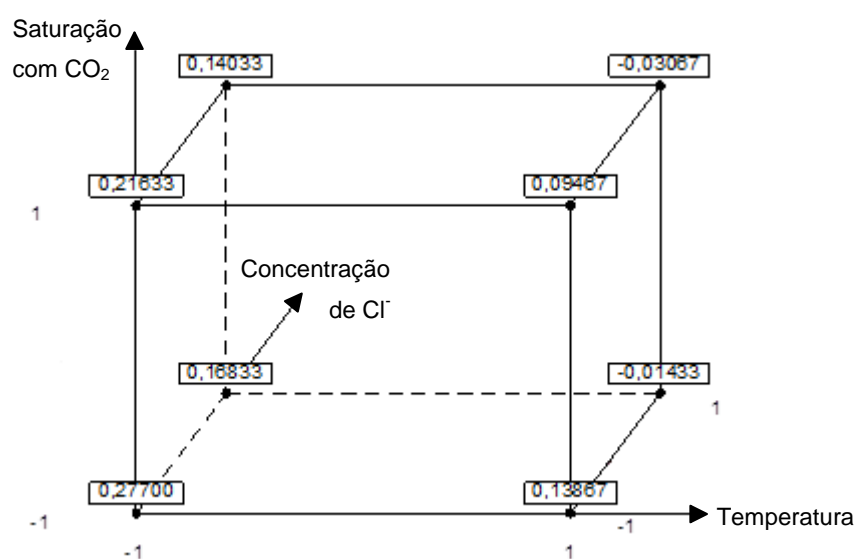 Saturação
com CO₂
0,14033
-0,03067
0,21633
0,09467
1
Concentração
de Cl⁻
0,16833
-0,01433
1
0,27700
0,13867
-1
-1
Temperatura
-1
1